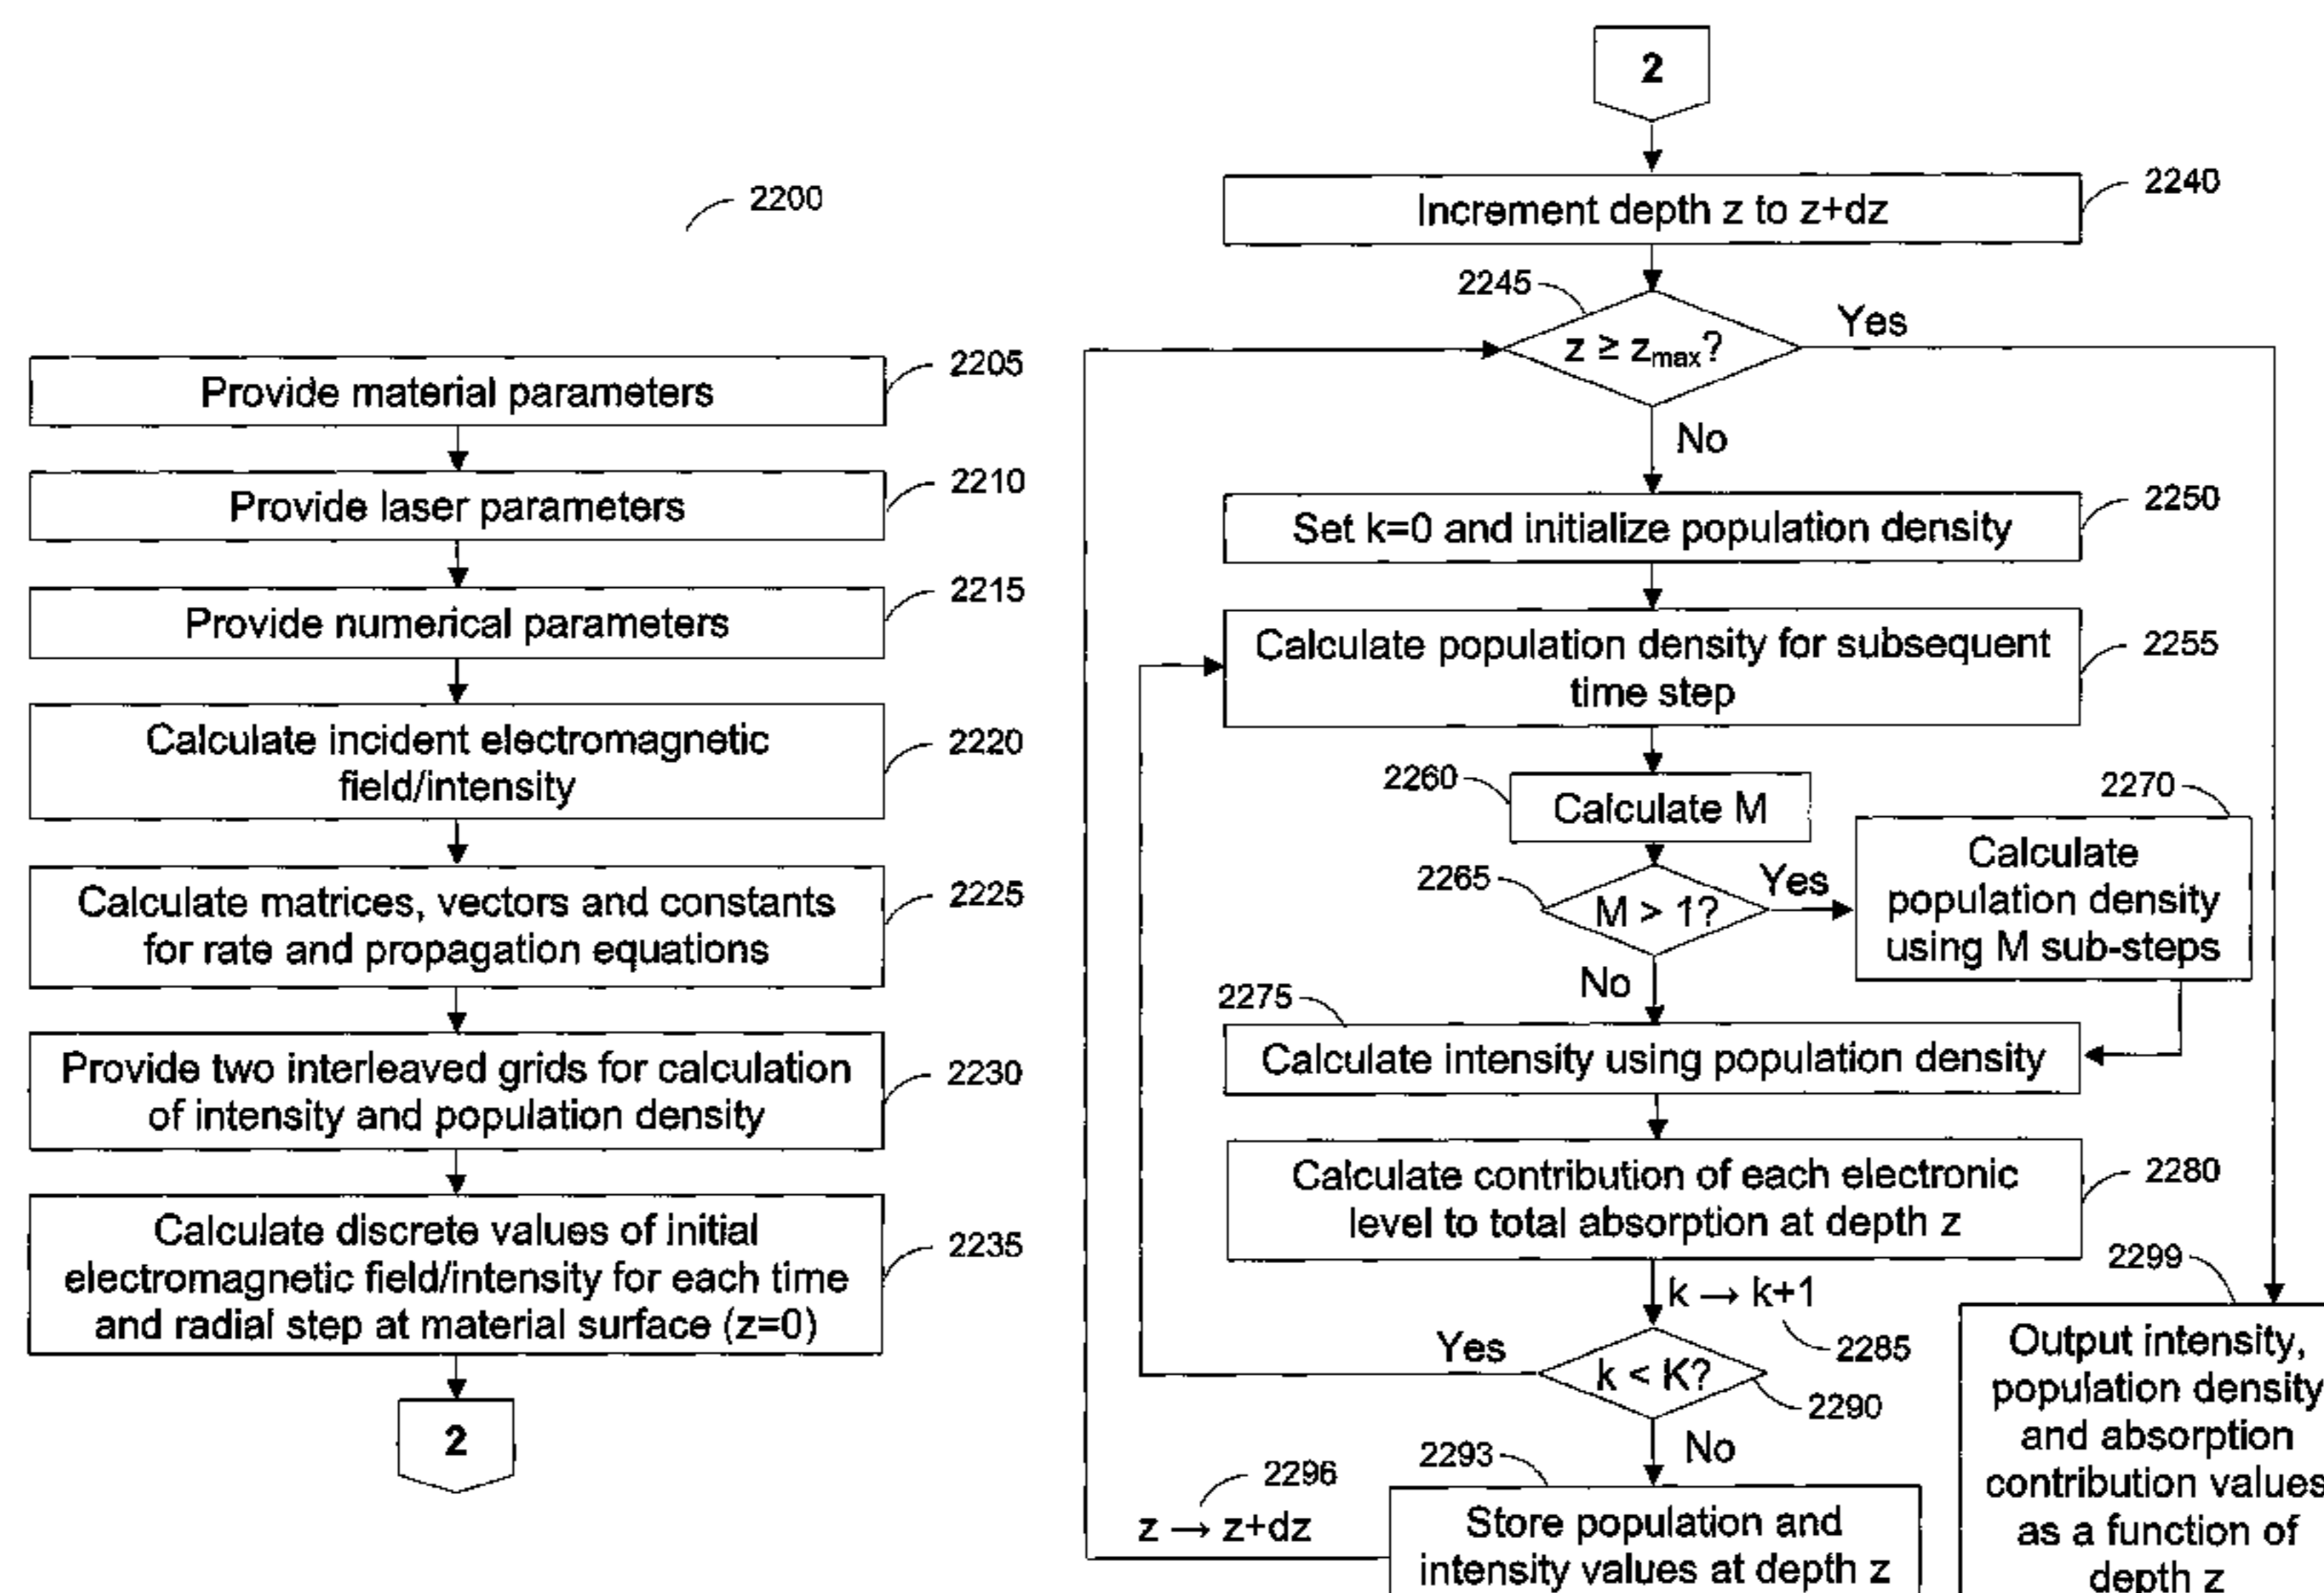 2200
Provide material parameters
2205
Provide laser parameters
2210
Provide numerical parameters
2215
Calculate incident electromagnetic
field/intensity
2220
Calculate matrices, vectors and constants
for rate and propagation equations
2225
Provide two interleaved grids for calculation
of intensity and population density
2230
Calculate discrete values of initial
electromagnetic field/intensity for each time
and radial step at material surface (z=0)
2235
2
2
Increment depth z to z+dz
2240
2245
z ≥ zmax?
Yes
No
Set k=0 and initialize population density
2250
Calculate population density for subsequent
time step
2255
2260
Calculate M
2265
M > 1?
Yes
2270
Calculate
population density
using M sub-steps
No
2275
Calculate intensity using population density
Calculate contribution of each electronic
level to total absorption at depth z
2280
k → k+1
2285
k < K?
Yes
2290
No
2293
Store population and
intensity values at depth z
2296
z → z+dz
2299
Output intensity,
population density
and absorption
contribution values
as a function of
depth z